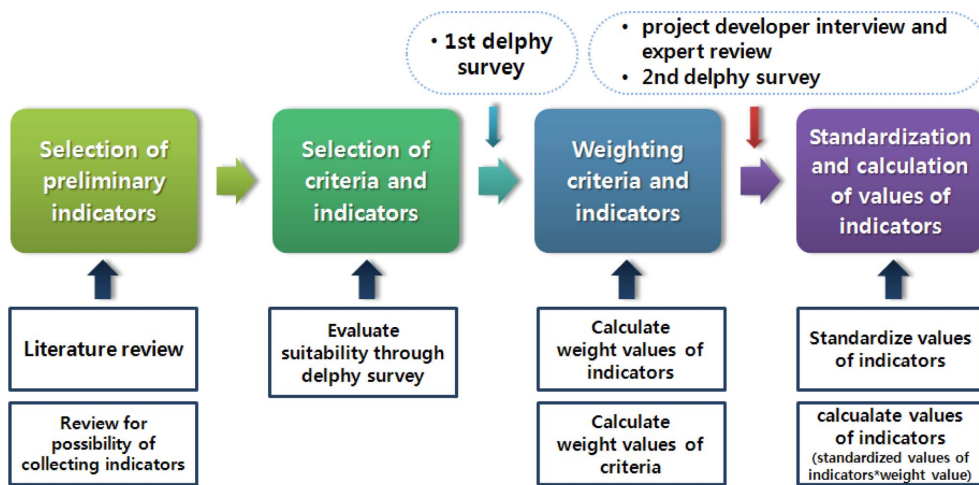 • 1st delphy
survey
• project developer interview and
expert review
• 2nd delphy survey
Selection of
preliminary
indicators
Selection of
criteria and
indicators
Weighting
criteria and
indicators
Standardization
and calculation
of values of
indicators
Literature review
Review for
possibility of
collecting indicators
Evaluate
suitability through
delphy survey
Calculate
weight values of
indicators
Calculate
weight values of
criteria
Standardize values
of indicators
calcualate values
of indicators
(standardized values of
indicators*weight value)